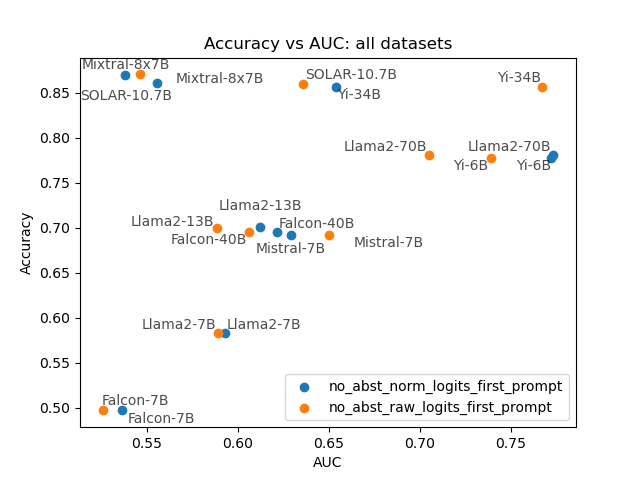 Accuracy vs AUC: all datasets
Mixtral-8x7B
SOLAR-10.7B
Mixtral-8x7B
SOLAR-10.7B
Yi-34B
Yi-34B
Llama2-70B
Llama2-70B
Yi-6B
Yi-6B
Llama2-13B
Llama2-13B
Falcon-40B
Falcon-40B
Mistral-7B
Mistral-7B
Llama2-7B
Llama2-7B
Falcon-7B
Falcon-7B
no_abst_norm_logits_first_prompt
no_abst_raw_logits_first_prompt
0.85
0.80
0.75
0.70
0.65
0.60
0.55
0.50
Accuracy
0.55
0.60
0.65
0.70
0.75
AUC